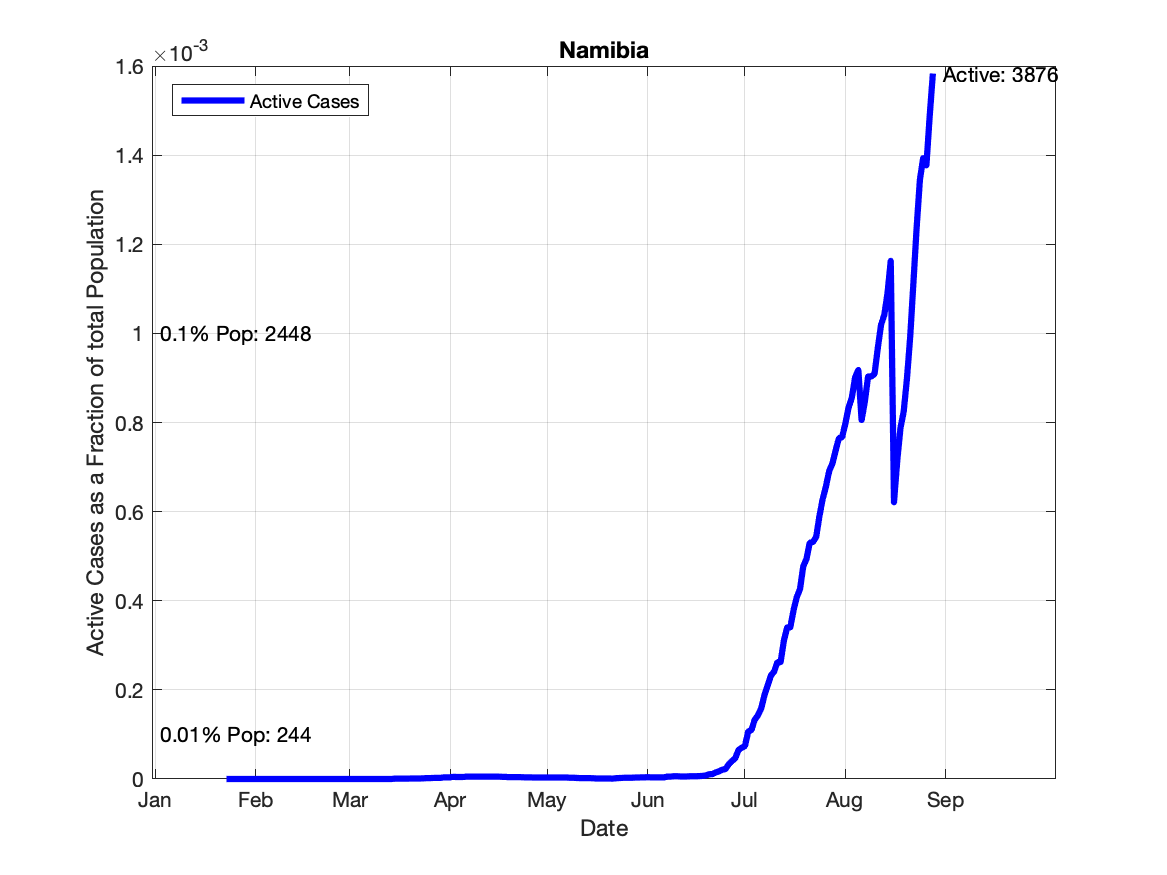 Namibia
×10-3
1.6
1.4
1.2
1
0.8
0.6
0.4
0.2
0
Active Cases as a Fraction of total Population
Active Cases
Active: 3876
0.1% Pop: 2448
0.01% Pop: 244
Jan Feb Mar Apr May Jun Jul Aug Sep
Date